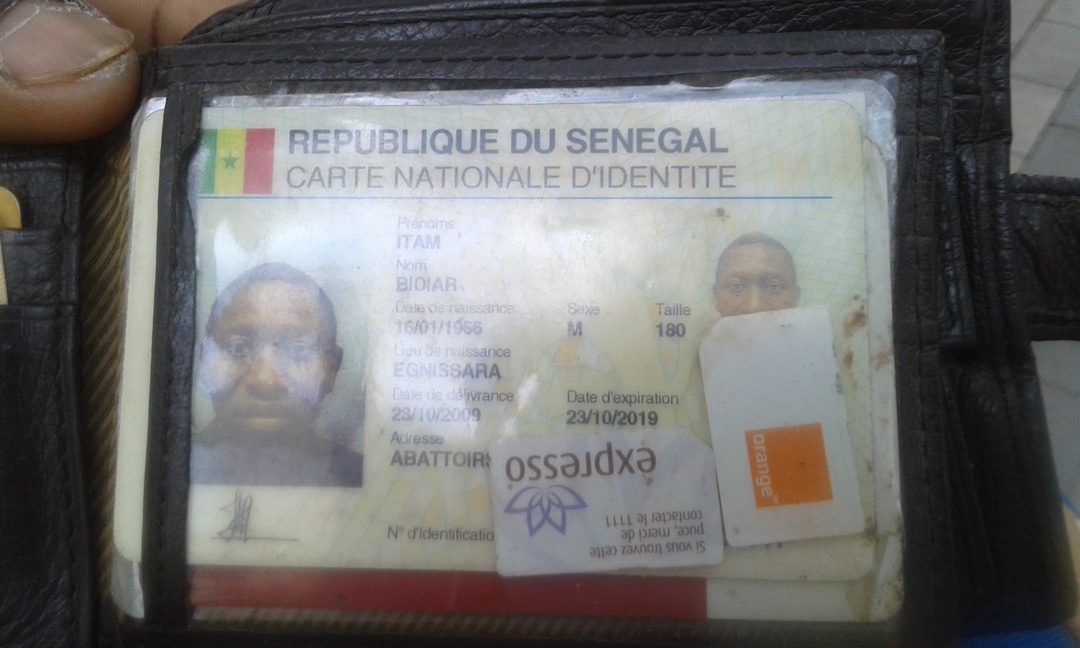 REPUBLIQUE DU SENEGAL
CARTE NATIONALE D'IDENTITE
Prénoms
ITAM
Nom
BIDIAR
Date de naissance Sexe Taille
16/01/1966 M 180
Lieu de naissance
EGNISSARA
Date de délivrance Date d'expiration
23/10/2009 23/10/2019
Adresse
ABATTOIRS
N° d'identificatio
expresso
Si vous trouvez cette
puce, merci de
contacter le 1111
orange™